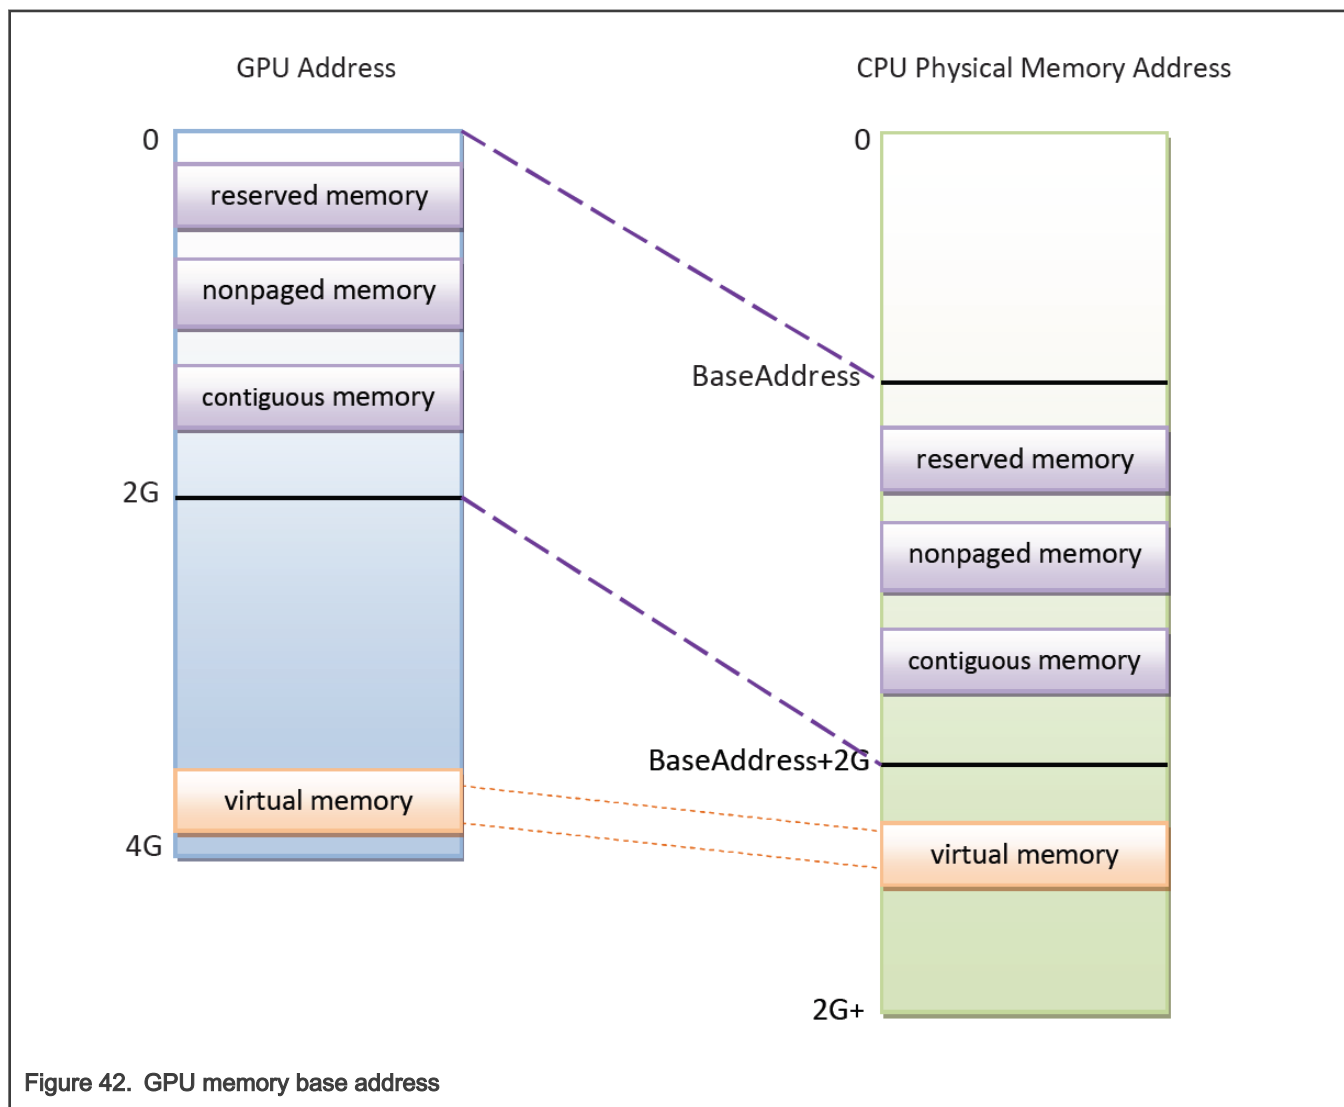 GPU Address
CPU Physical Memory Address
0
0
reserved memory
nonpaged memory
BaseAddress
contiguous memory
reserved memory
2G
nonpaged memory
contiguous memory
BaseAddress+2G
virtual memory
4G
virtual memory
2G+
Figure 42. GPU memory base address